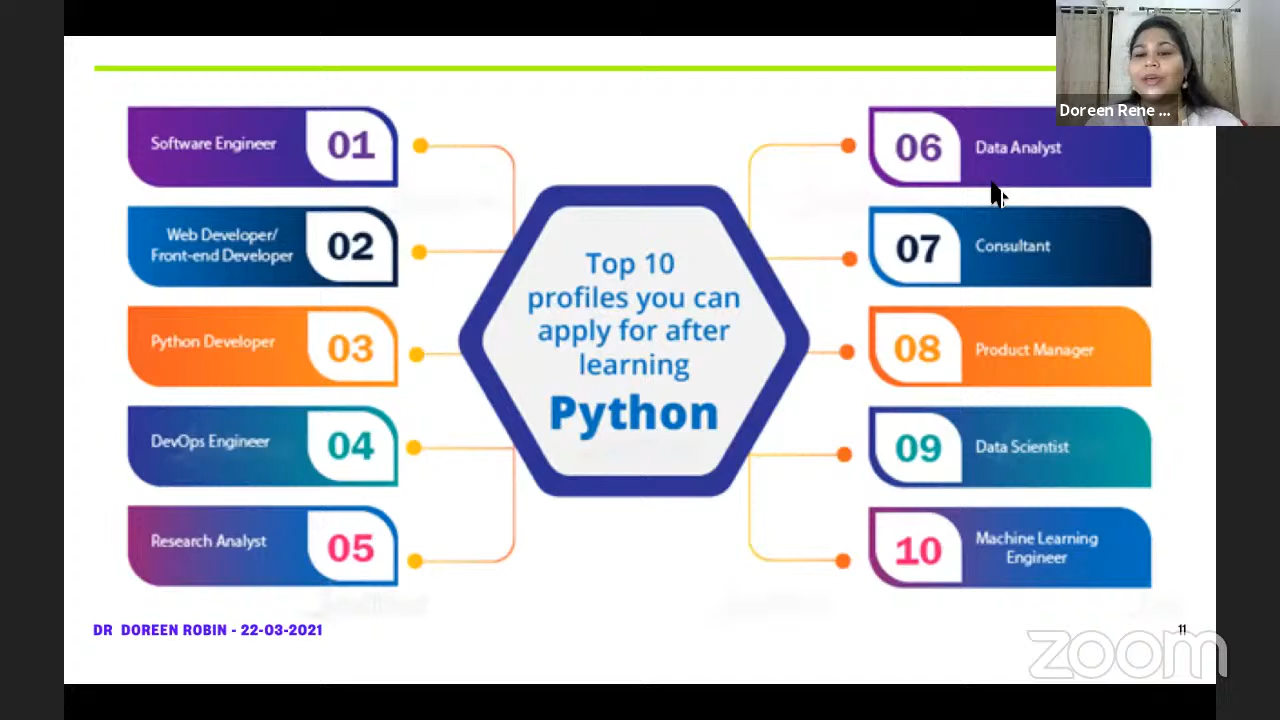 Doreen Rene ...
Software Engineer
01
Web Developer/
Front-end Developer
02
Python Developer
03
DevOps Engineer
04
Research Analyst
05
Top 10
profiles you can
apply for after
learning
Python
06
Data Analyst
07
Consultant
08
Product Manager
09
Data Scientist
10
Machine Learning
Engineer
DR DOREEN ROBIN - 22-03-2021
11
zoom